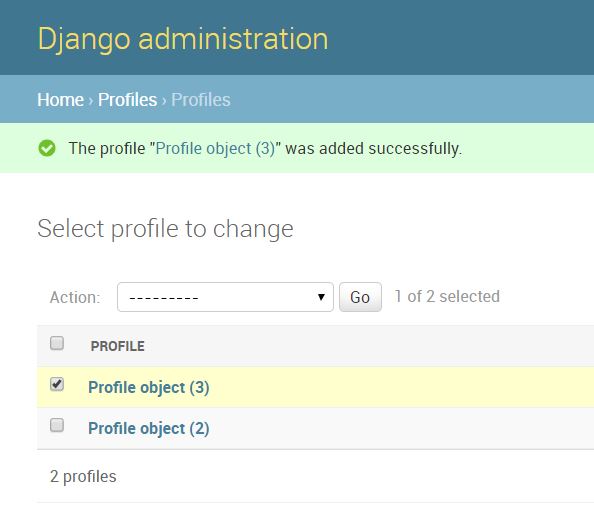 Django administration
Home › Profiles › Profiles
The profile "Profile object (3)" was added successfully.
Select profile to change
Action: --------- Go 1 of 2 selected
PROFILE
Profile object (3)
Profile object (2)
2 profiles